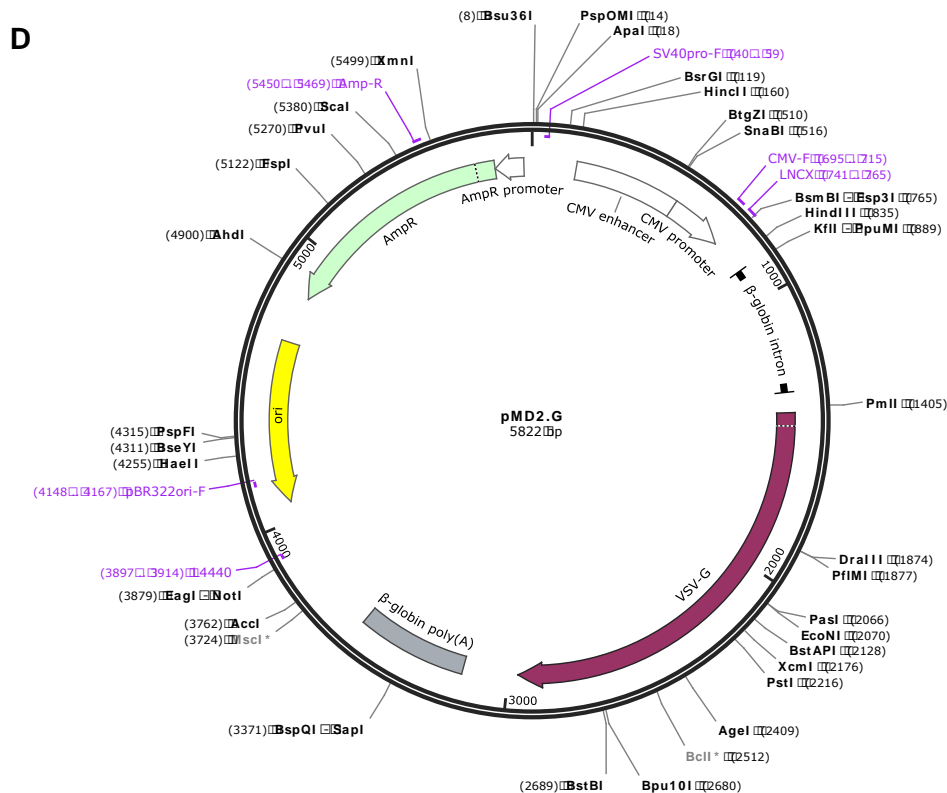 D
(8) Bsu36I
PspOMI (14)
ApaI (18)
SV40pro-F (40 .. 59)
BsrGI (119)
HincII (160)
BtgZI (510)
SnaBI (516)
CMV-F (695 .. 715)
LNCX (741 .. 765)
BsmBI - Esp3I (765)
HindIII (835)
KflI - PpuMI (889)
PmlI (1405)
DraIII (1874)
PflMI (1877)
PasI (2066)
EcoNI (2070)
BstAPI (2128)
XcmI (2176)
PstI (2216)
AgeI (2409)
BclI* (2512)
Bpu10I (2680)
(2689) BstBI
(3371) BspQI - SapI
(3724) MscI*
(3762) AccI
(3879) EagI - NotI
(3897 .. 3914) L4440
(4148 .. 4167) pBR322ori-F
(4255) HaeII
(4311) BseYI
(4315) PspFI
(4900) AhdI
(5122) FspI
(5270) PvuI
(5380) ScaI
(5450 .. 5469) Amp-R
(5499) XmnI
AmpR promoter
AmpR
CMV enhancer
CMV promoter
β-globin intron
VSV-G
β-globin poly(A)
ori
1000
2000
3000
4000
5000
pMD2.G
5822 bp